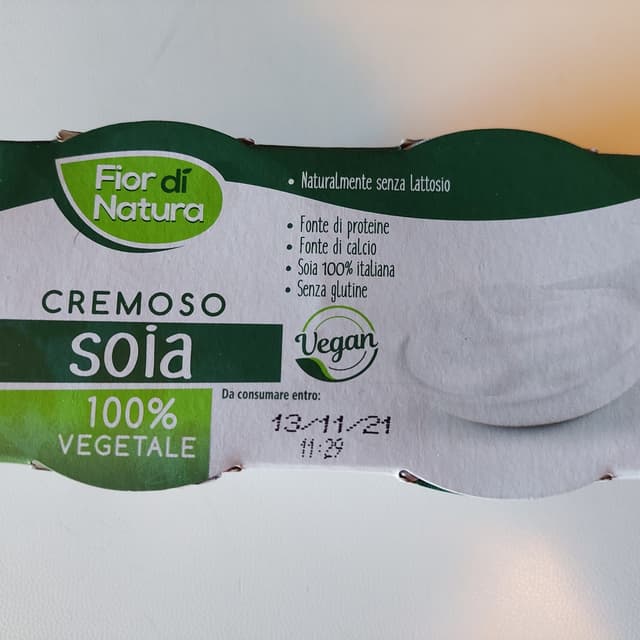 Fior dí
Natura
• Naturalmente senza lattosio
• Fonte di proteine
• Fonte di calcio
• Soia 100% italiana
• Senza glutine
CREMOSO
soia
100%
VEGETALE
Vegan
Da consumare entro:
13/11/21
11:29